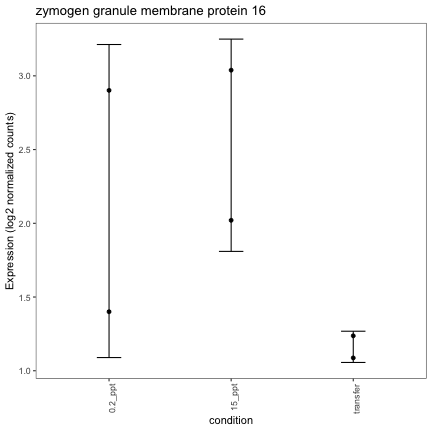 zymogen granule membrane protein 16
Expression (log2 normalized counts)
3.0
2.5
2.0
1.5
1.0
0.2_ppt
15_ppt
transfer
condition